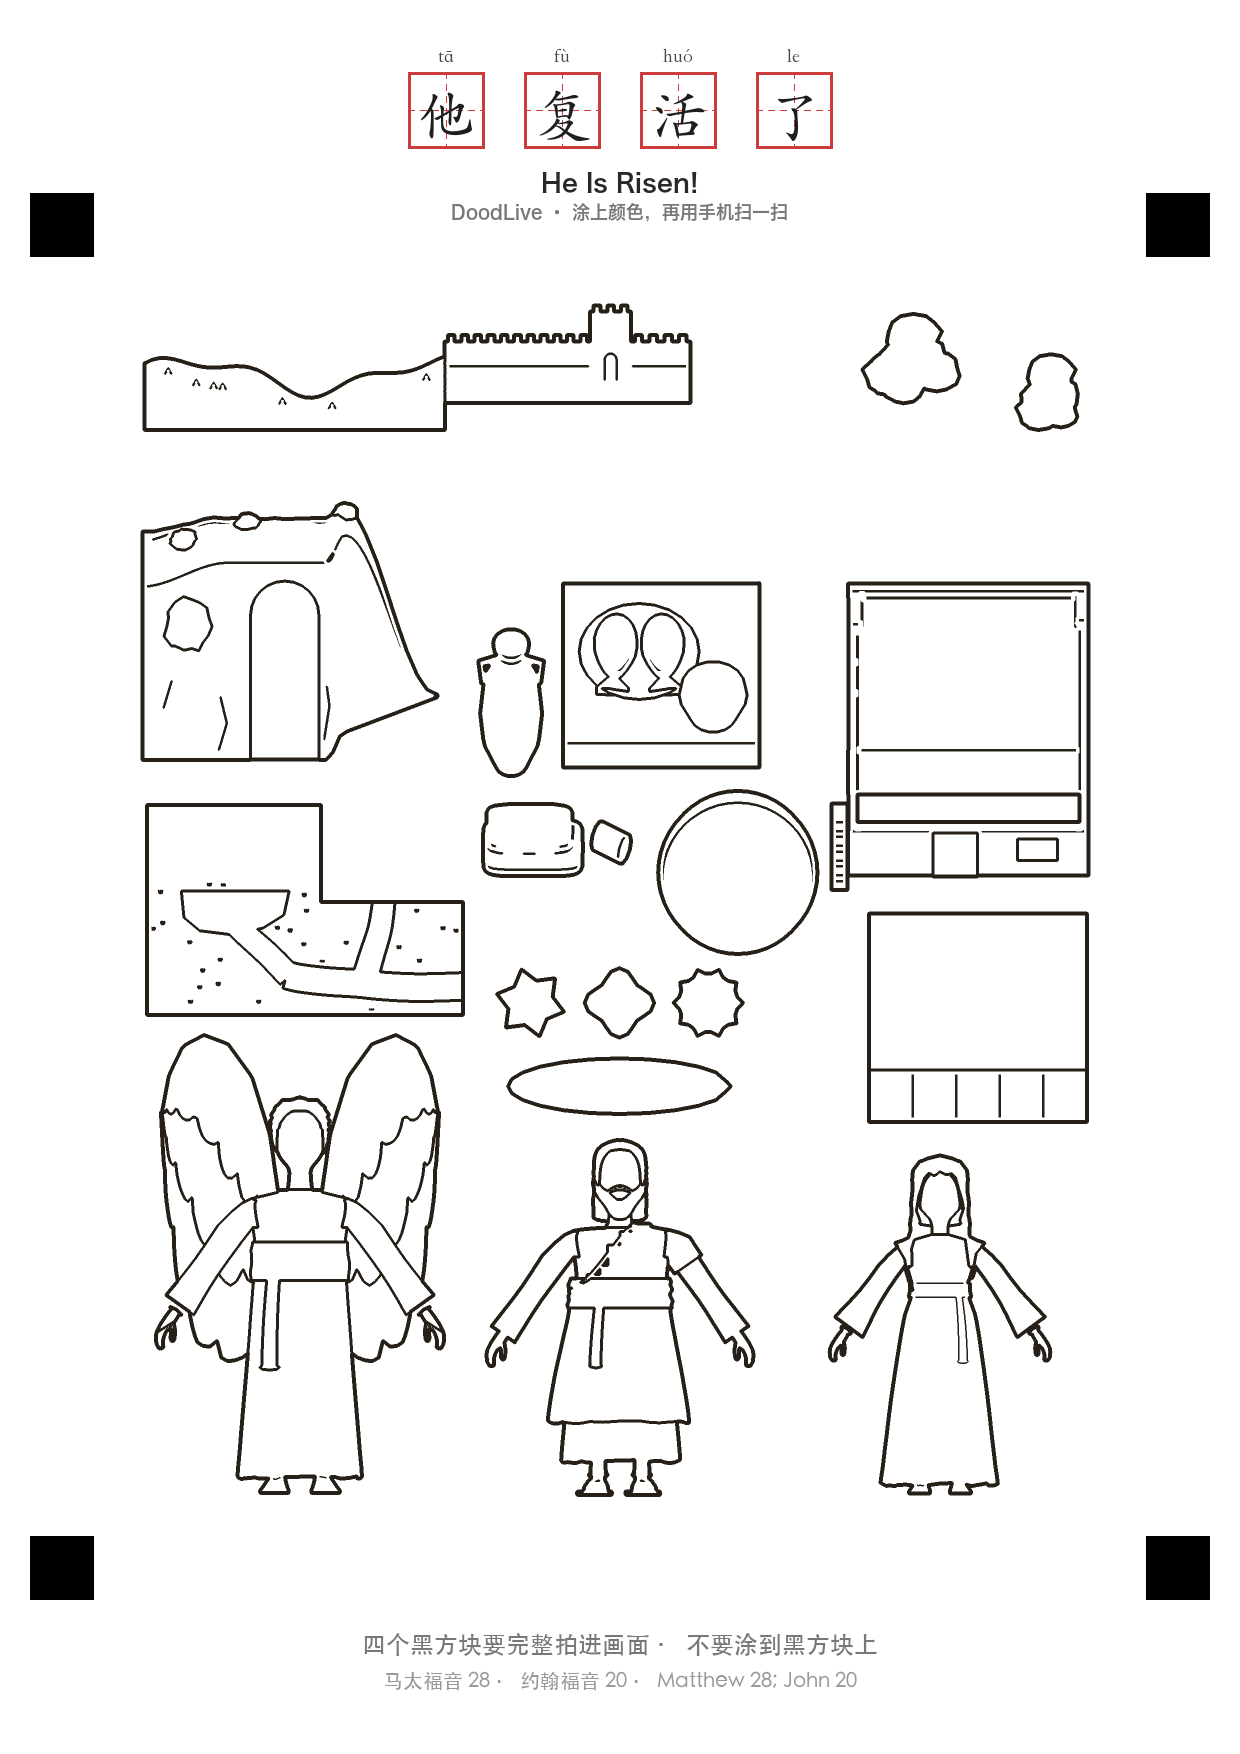 tā fù huó le
他 复 活 了
He Is Risen!
DoodLive · 涂上颜色，再用手机扫一扫
四个黑方块要完整拍进画面 · 不要涂到黑方块上
马太福音 28 · 约翰福音 20 · Matthew 28; John 20